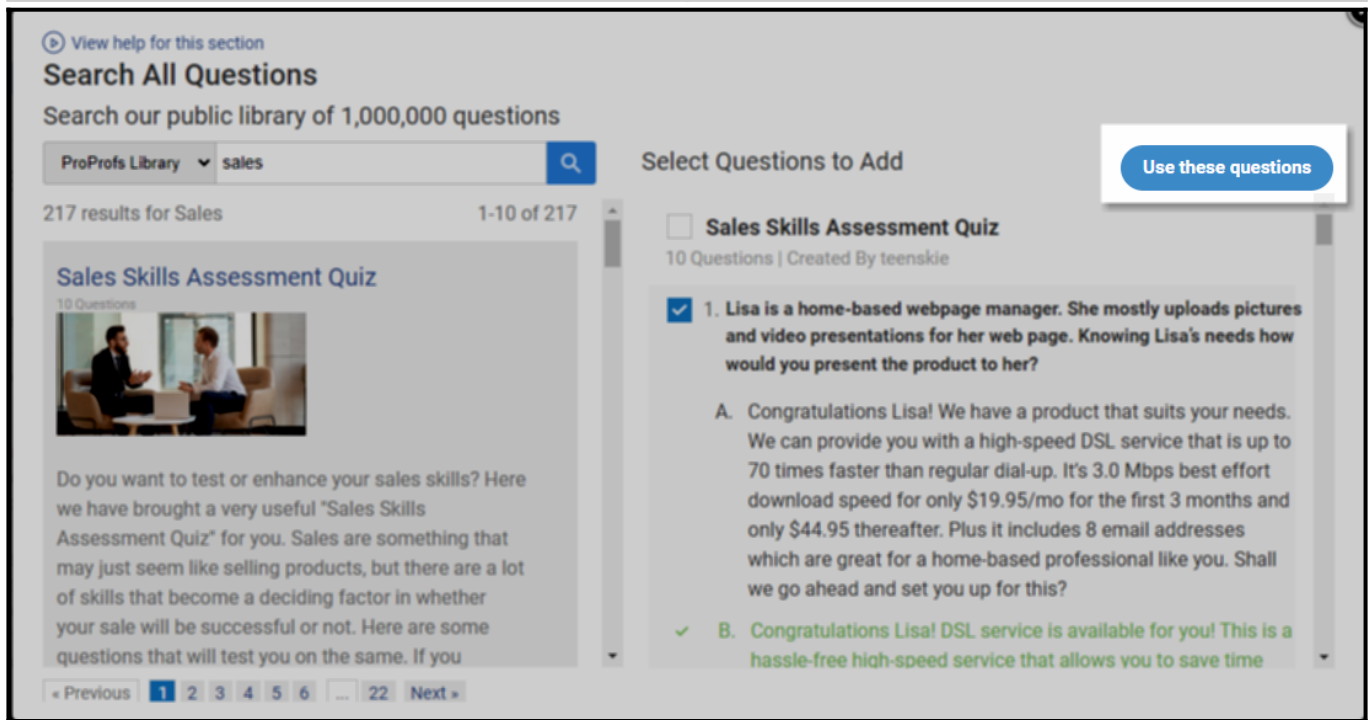 View help for this section
Search All Questions
Search our public library of 1,000,000 questions
ProProfs Library
sales
217 results for Sales
1-10 of 217
Sales Skills Assessment Quiz
10 Questions
Do you want to test or enhance your sales skills? Here
we have brought a very useful "Sales Skills
Assessment Quiz" for you. Sales are something that
may just seem like selling products, but there are a lot
of skills that become a deciding factor in whether
your sale will be successful or not. Here are some
questions that will test you on the same. If you
« Previous 1 2 3 4 5 6 ... 22 Next »
Select Questions to Add
Use these questions
Sales Skills Assessment Quiz
10 Questions | Created By teenskie
1. Lisa is a home-based webpage manager. She mostly uploads pictures
and video presentations for her web page. Knowing Lisa's needs how
would you present the product to her?
A. Congratulations Lisa! We have a product that suits your needs.
We can provide you with a high-speed DSL service that is up to
70 times faster than regular dial-up. It's 3.0 Mbps best effort
download speed for only $19.95/mo for the first 3 months and
only $44.95 thereafter. Plus it includes 8 email addresses
which are great for a home-based professional like you. Shall
we go ahead and set you up for this?
B. Congratulations Lisa! DSL service is available for you! This is a
hassle-free high-speed service that allows you to save time